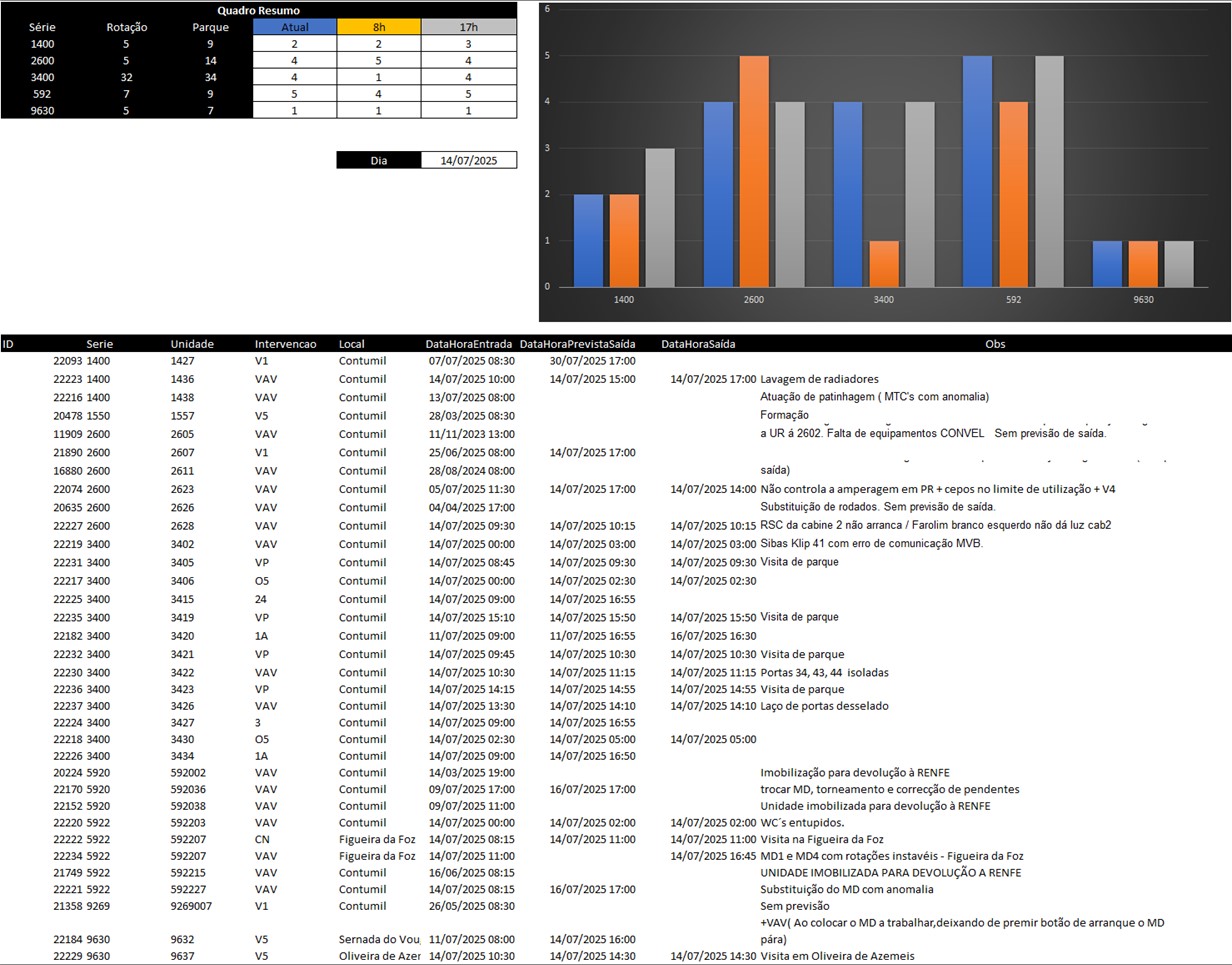 Quadro Resumo
Série Rotação Parque Atual 8h 17h
1400 5 9 2 2 3
2600 5 14 4 5 4
3400 32 34 4 1 4
592 7 9 5 4 5
9630 5 7 1 1 1
Dia 14/07/2025
6
5
4
3
2
1
0
1400 2600 3400 592 9630
ID Serie Unidade Intervencao Local DataHoraEntrada DataHoraPrevistaSaída DataHoraSaída Obs
22093 1400 1427 V1 Contumil 07/07/2025 08:30 30/07/2025 17:00
22223 1400 1436 VAV Contumil 14/07/2025 10:00 14/07/2025 15:00 14/07/2025 17:00 Lavagem de radiadores
22216 1400 1438 VAV Contumil 13/07/2025 08:00 Atuação de patinhagem ( MTC's com anomalia)
20478 1550 1557 V5 Contumil 28/03/2025 08:30 Formação
11909 2600 2605 VAV Contumil 11/11/2023 13:00 a UR á 2602. Falta de equipamentos CONVEL Sem previsão de saída.
21890 2600 2607 V1 Contumil 25/06/2025 08:00 14/07/2025 17:00
16880 2600 2611 VAV Contumil 28/08/2024 08:00 saída)
22074 2600 2623 VAV Contumil 05/07/2025 11:30 14/07/2025 17:00 14/07/2025 14:00 Não controla a amperagem em PR + cepos no limite de utilização + V4
20635 2600 2626 VAV Contumil 04/04/2025 17:00 Substituição de rodados. Sem previsão de saída.
22227 2600 2628 VAV Contumil 14/07/2025 09:30 14/07/2025 10:15 14/07/2025 10:15 RSC da cabine 2 não arranca / Farolim branco esquerdo não dá luz cab2
22219 3400 3402 VAV Contumil 14/07/2025 00:00 14/07/2025 03:00 14/07/2025 03:00 Sibas Klip 41 com erro de comunicação MVB.
22231 3400 3405 VP Contumil 14/07/2025 08:45 14/07/2025 09:30 14/07/2025 09:30 Visita de parque
22217 3400 3406 O5 Contumil 14/07/2025 00:00 14/07/2025 02:30 14/07/2025 02:30
22225 3400 3415 24 Contumil 14/07/2025 09:00 14/07/2025 16:55
22235 3400 3419 VP Contumil 14/07/2025 15:10 14/07/2025 15:50 14/07/2025 15:50 Visita de parque
22182 3400 3420 1A Contumil 11/07/2025 09:00 11/07/2025 16:55 16/07/2025 16:30
22232 3400 3421 VP Contumil 14/07/2025 09:45 14/07/2025 10:30 14/07/2025 10:30 Visita de parque
22230 3400 3422 VAV Contumil 14/07/2025 10:30 14/07/2025 11:15 14/07/2025 11:15 Portas 34, 43, 44 isoladas
22236 3400 3423 VP Contumil 14/07/2025 14:15 14/07/2025 14:55 14/07/2025 14:55 Visita de parque
22237 3400 3426 VAV Contumil 14/07/2025 13:30 14/07/2025 14:10 14/07/2025 14:10 Laço de portas desselado
22224 3400 3427 3 Contumil 14/07/2025 09:00 14/07/2025 16:55
22218 3400 3430 O5 Contumil 14/07/2025 02:30 14/07/2025 05:00 14/07/2025 05:00
22226 3400 3434 1A Contumil 14/07/2025 09:00 14/07/2025 16:50
20224 5920 592002 VAV Contumil 14/03/2025 19:00 Imobilização para devolução à RENFE
22170 5920 592036 VAV Contumil 09/07/2025 17:00 16/07/2025 17:00 trocar MD, torneamento e correcção de pendentes
22152 5920 592038 VAV Contumil 09/07/2025 11:00 Unidade imobilizada para devolução à RENFE
22220 5922 592203 VAV Contumil 14/07/2025 00:00 14/07/2025 02:00 14/07/2025 02:00 WC´s entupidos.
22222 5922 592207 CN Figueira da Foz 14/07/2025 08:15 14/07/2025 11:00 14/07/2025 11:00 Visita na Figueira da Foz
22234 5922 592207 VAV Figueira da Foz 14/07/2025 11:00 14/07/2025 16:45 MD1 e MD4 com rotações instavéis - Figueira da Foz
21749 5922 592215 VAV Contumil 16/06/2025 08:15 UNIDADE IMOBILIZADA PARA DEVOLUÇÃO A RENFE
22221 5922 592227 VAV Contumil 14/07/2025 08:15 16/07/2025 17:00 Substituição do MD com anomalia
21358 9269 9269007 V1 Contumil 26/05/2025 08:30 Sem previsão
+VAV( Ao colocar o MD a trabalhar,deixando de premir botão de arranque o MD
22184 9630 9632 V5 Sernada do Vou 11/07/2025 08:00 14/07/2025 16:00 pára)
22229 9630 9637 V5 Oliveira de Azer 14/07/2025 10:30 14/07/2025 14:30 14/07/2025 14:30 Visita em Oliveira de Azemeis